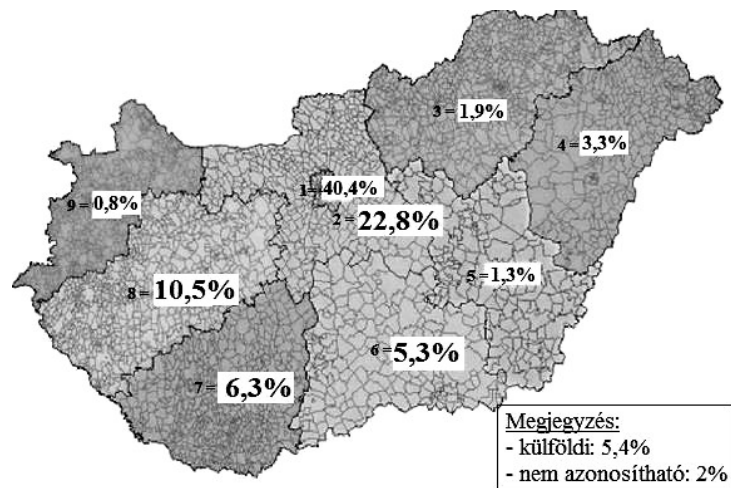 3 = 1,9%
4 = 3,3%
1 = 40,4%
9 = 0,8%
2 = 22,8%
5 = 1,3%
8 = 10,5%
6 = 5,3%
7 = 6,3%
Megjegyzés:
- külföldi: 5,4%
- nem azonosítható: 2%